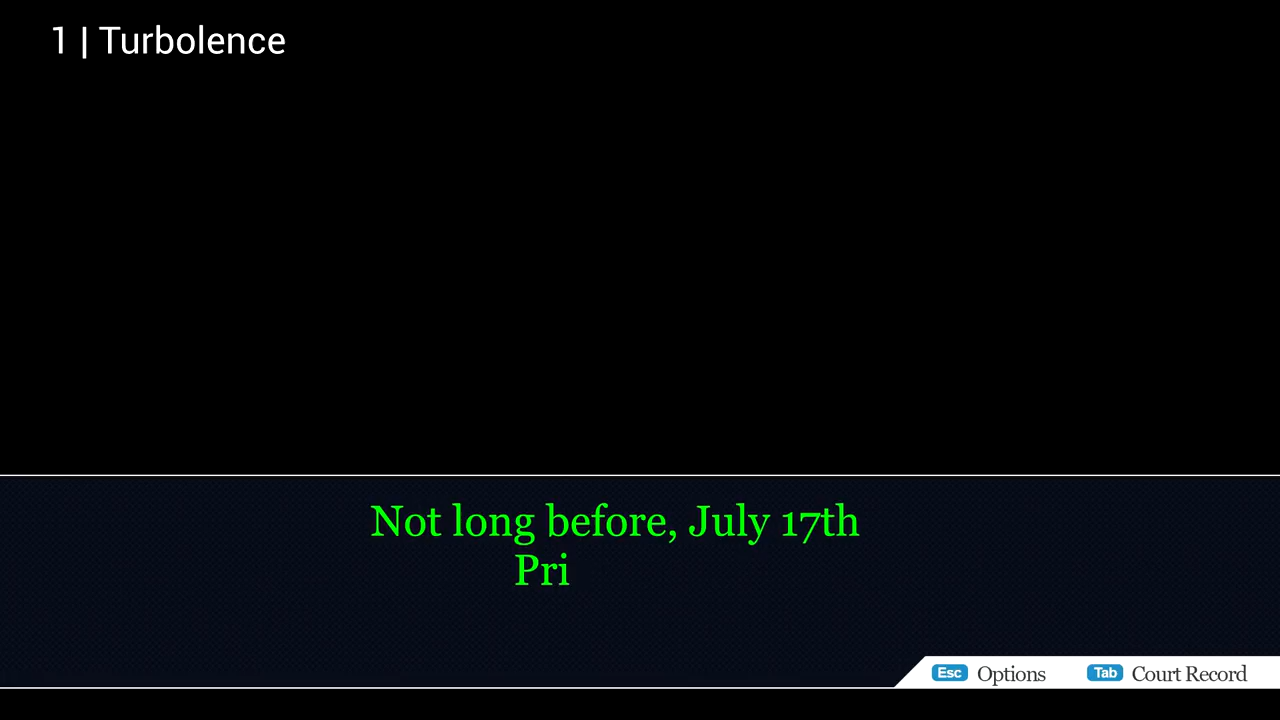 1 | Turbolence
Not long before, July 17th
Pri
Esc Options Tab Court Record